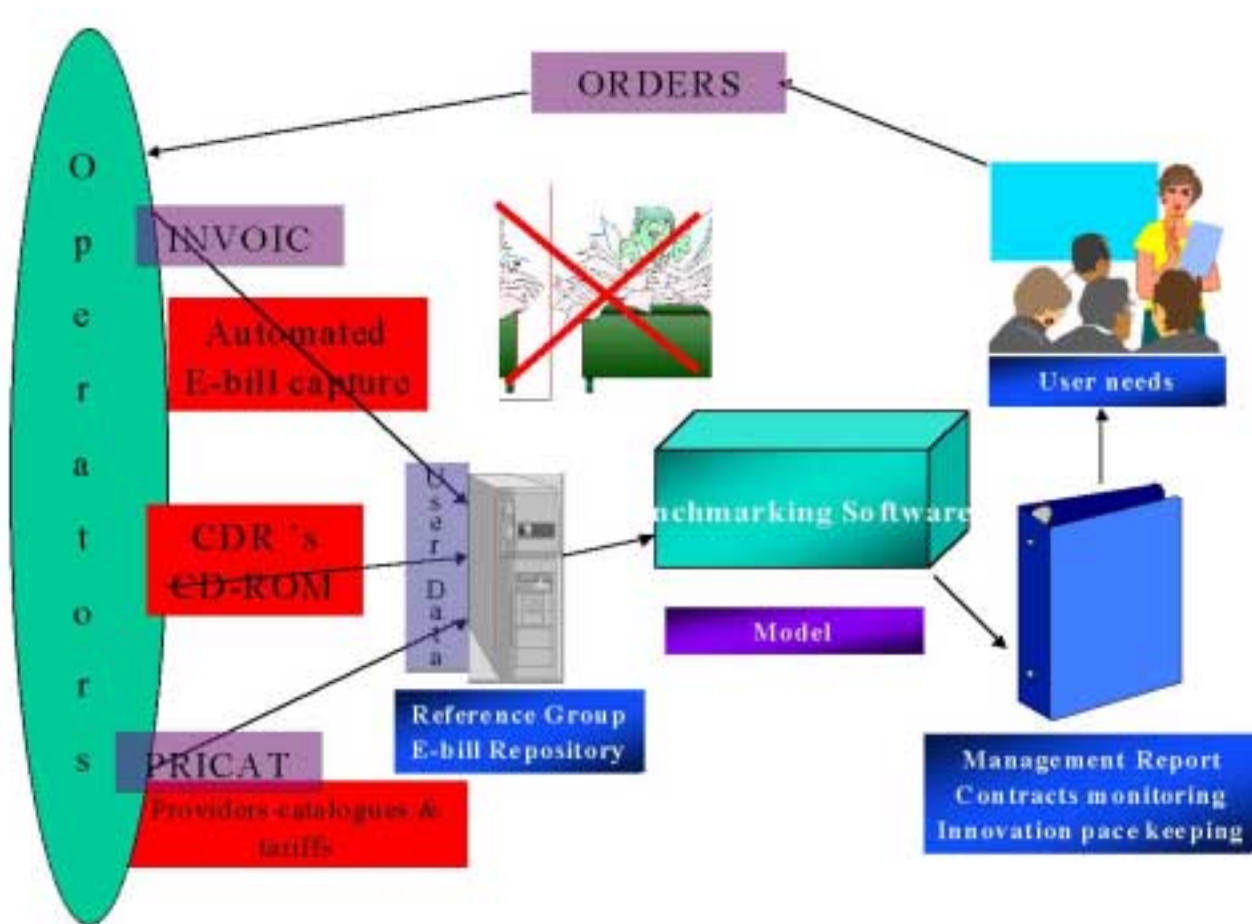 ORDERS
Operators
INVOIC
Automated
E-bill capture
User needs
User Data
nchmarking Software
CDR `s
CD-ROM
Model
Reference Group
E-bill Repository
PRICAT
Providers catalogues &
tariffs
Management Report
Contracts monitoring
Innovation pace keeping